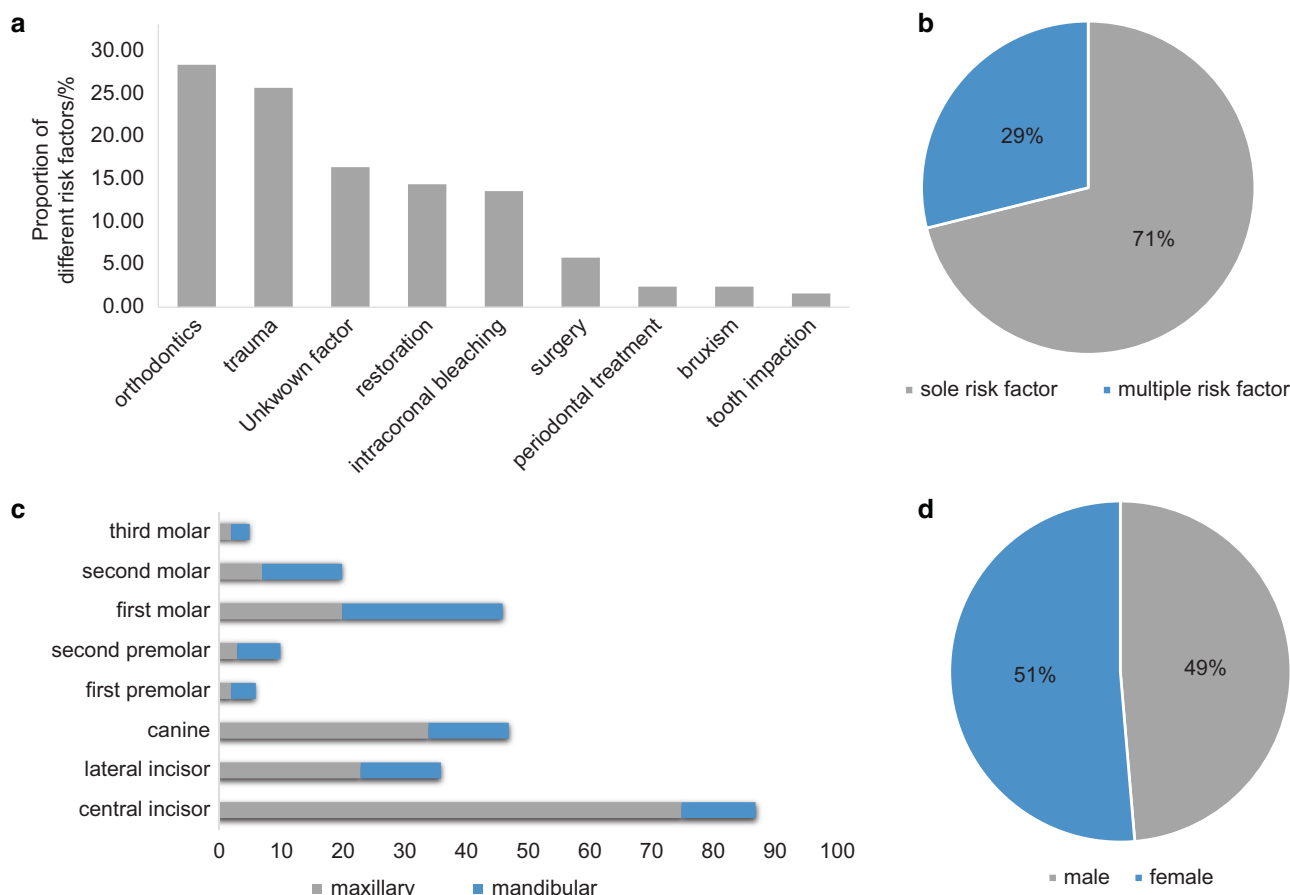 a
Proportion of
different risk factors/%
30.00
25.00
20.00
15.00
10.00
5.00
0.00
orthodontics
trauma
Unkwown factor
restoration
intracoronal bleaching
surgery
periodontal treatment
bruxism
tooth impaction
b
29%
71%
sole risk factor multiple risk factor
c
third molar
second molar
first molar
second premolar
first premolar
canine
lateral incisor
central incisor
0 10 20 30 40 50 60 70 80 90 100
maxillary mandibular
d
51% 49%
male female